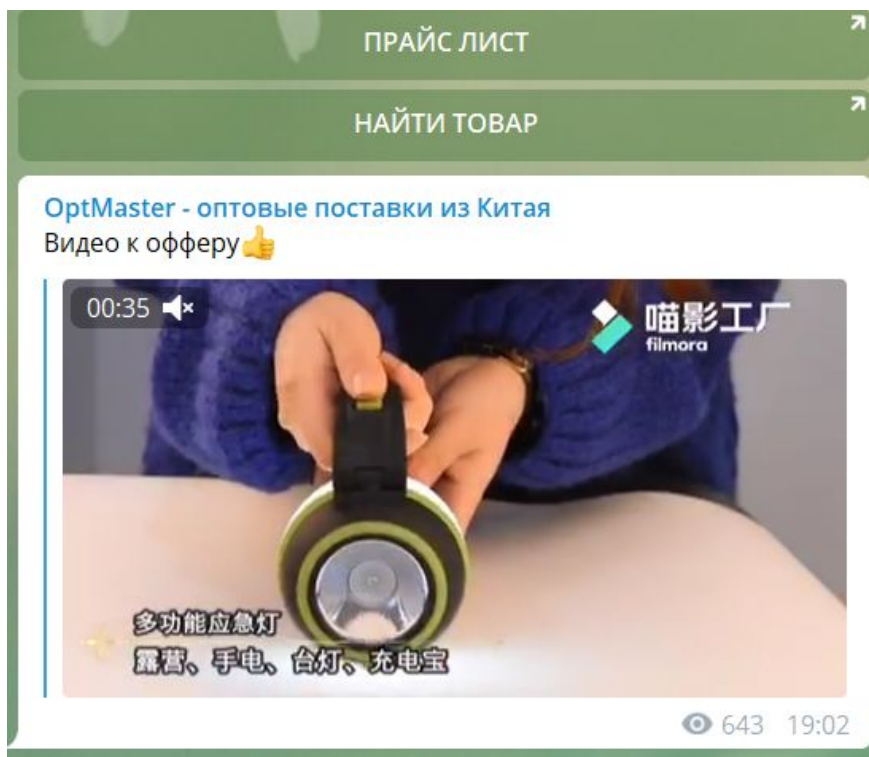 ПРАЙС ЛИСТ
НАЙТИ ТОВАР
OptMaster - оптовые поставки из Китая
Видео к офферу👍
00:35
喵影工厂
filmora
多功能应急灯
露营、手电、台灯、充电宝
643 19:02